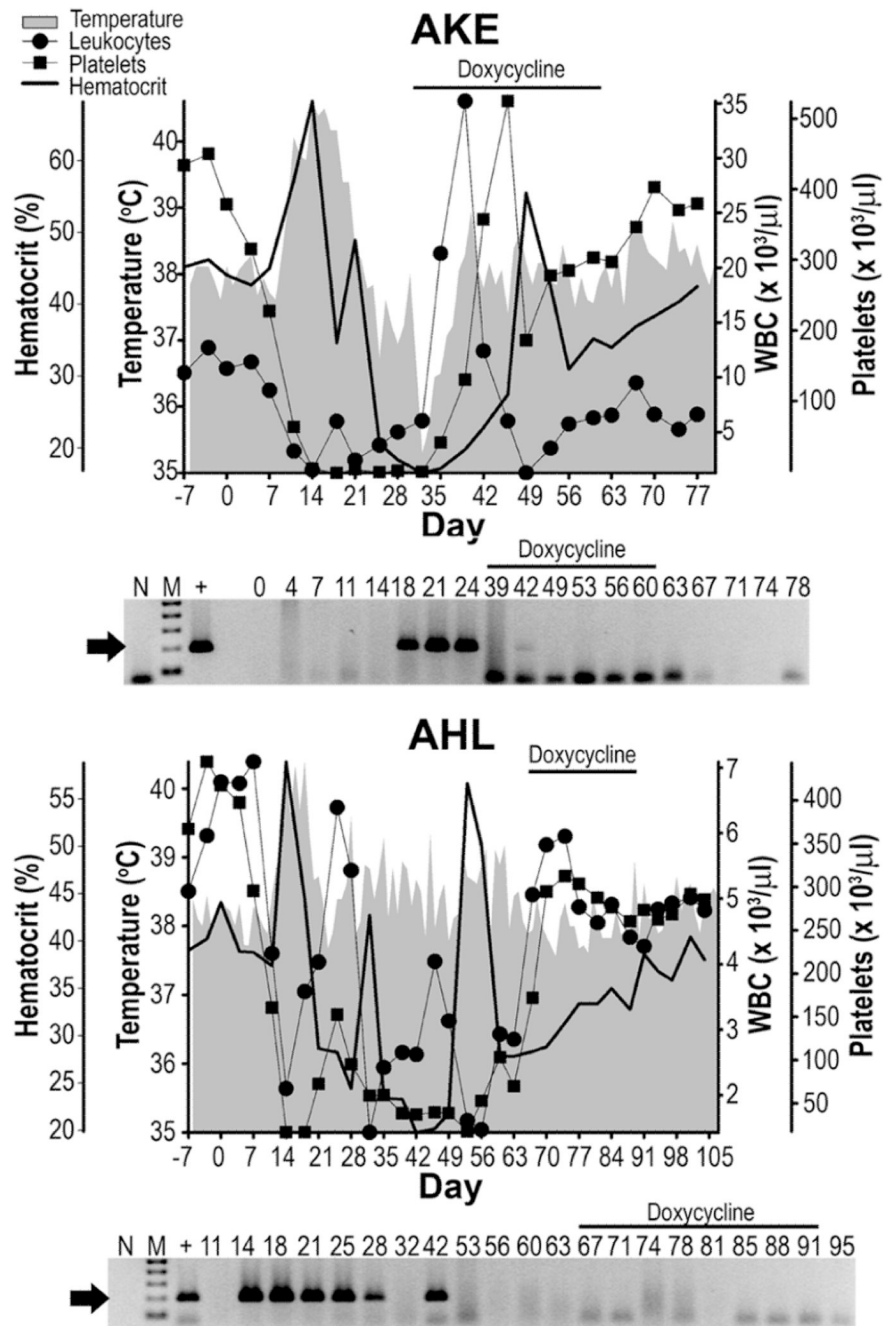 Temperature
Leukocytes
Platelets
Hematocrit
AKE
Doxycycline
Hematocrit (%)
60
50
40
30
20
Temperature (ºC)
40
39
38
37
36
35
35
30
25
20
15
10
5
WBC (x 10³/µl)
500
400
300
200
100
Platelets (x 10³/µl)
-7 0 7 14 21 28 35 42 49 56 63 70 77
Day
Doxycycline
N M + 0 4 7 11 14 18 21 24 39 42 49 53 56 60 63 67 71 74 78
AHL
Doxycycline
Hematocrit (%)
55
50
45
40
35
30
25
20
Temperature (ºC)
40
39
38
37
36
35
7
6
5
4
3
2
WBC (x 10³/µl)
400
350
300
250
200
150
100
50
Platelets (x 10³/µl)
-7 0 7 14 21 28 35 42 49 56 63 70 77 84 91 98 105
Day
Doxycycline
N M + 11 14 18 21 25 28 32 42 53 56 60 63 67 71 74 78 81 85 88 91 95